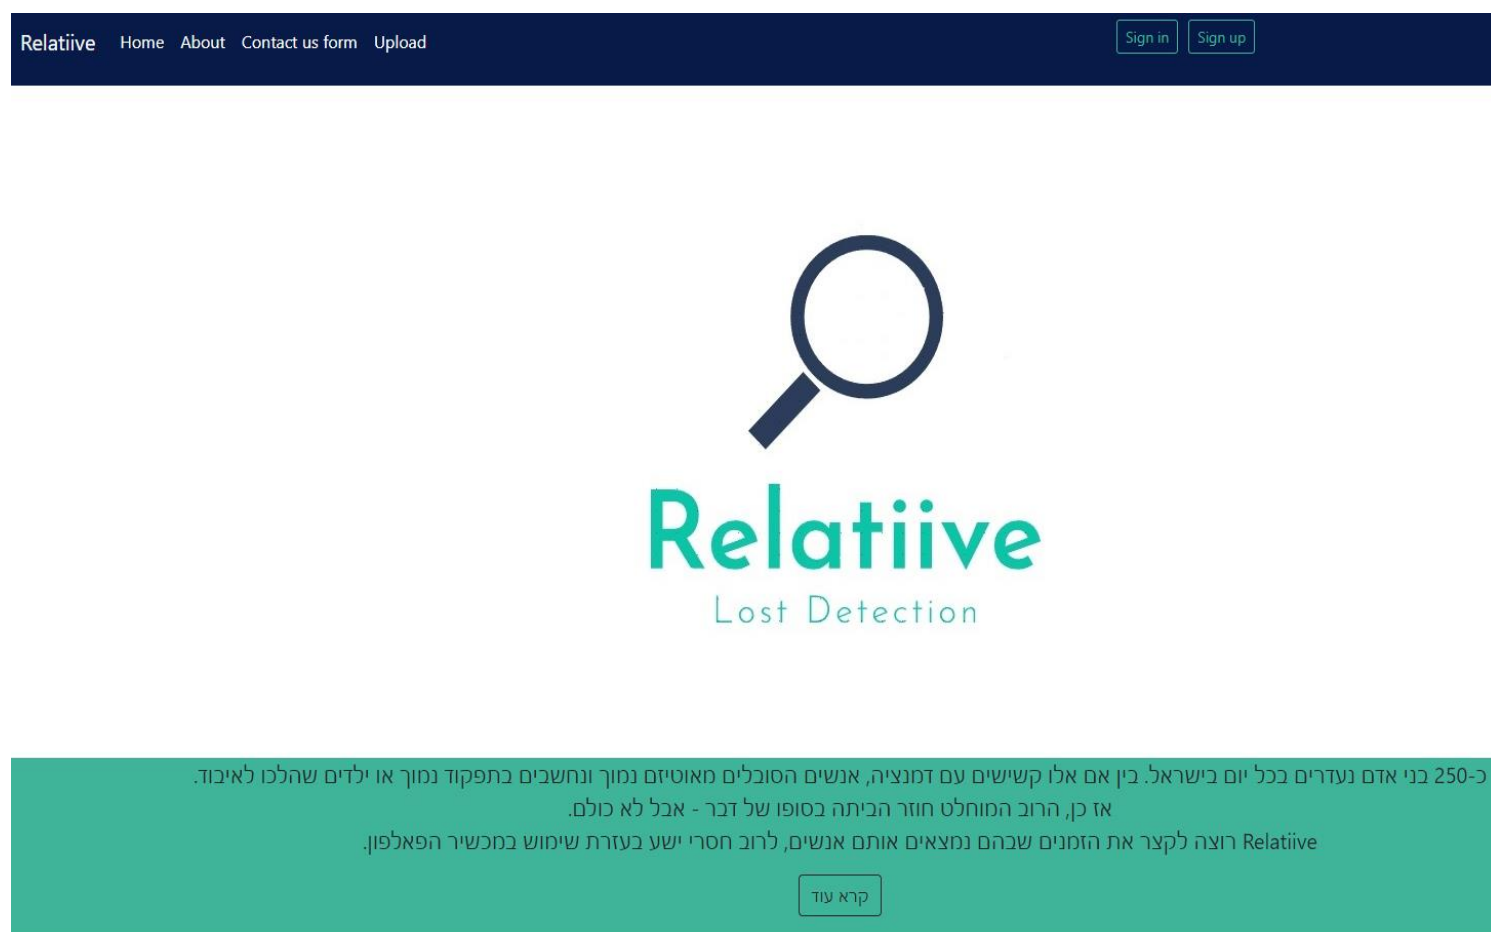 Relatiive Home About Contact us form Upload Sign in Sign up
Relatiive
Lost Detection
כ-250 בני אדם נעדרים בכל יום בישראל. בין אם אלו קשישים עם דמנציה, אנשים הסובלים מאוטיזם נמוך ונחשבים בתפקוד נמוך או ילדים שהלכו לאיבוד.
אז כן, הרוב המוחלט חוזר הביתה בסופו של דבר - אבל לא כולם.
Relatiive רוצה לקצר את הזמנים שבהם נמצאים אותם אנשים, לרוב חסרי ישע בעזרת שימוש במכשיר הפאלפון.
קרא עוד